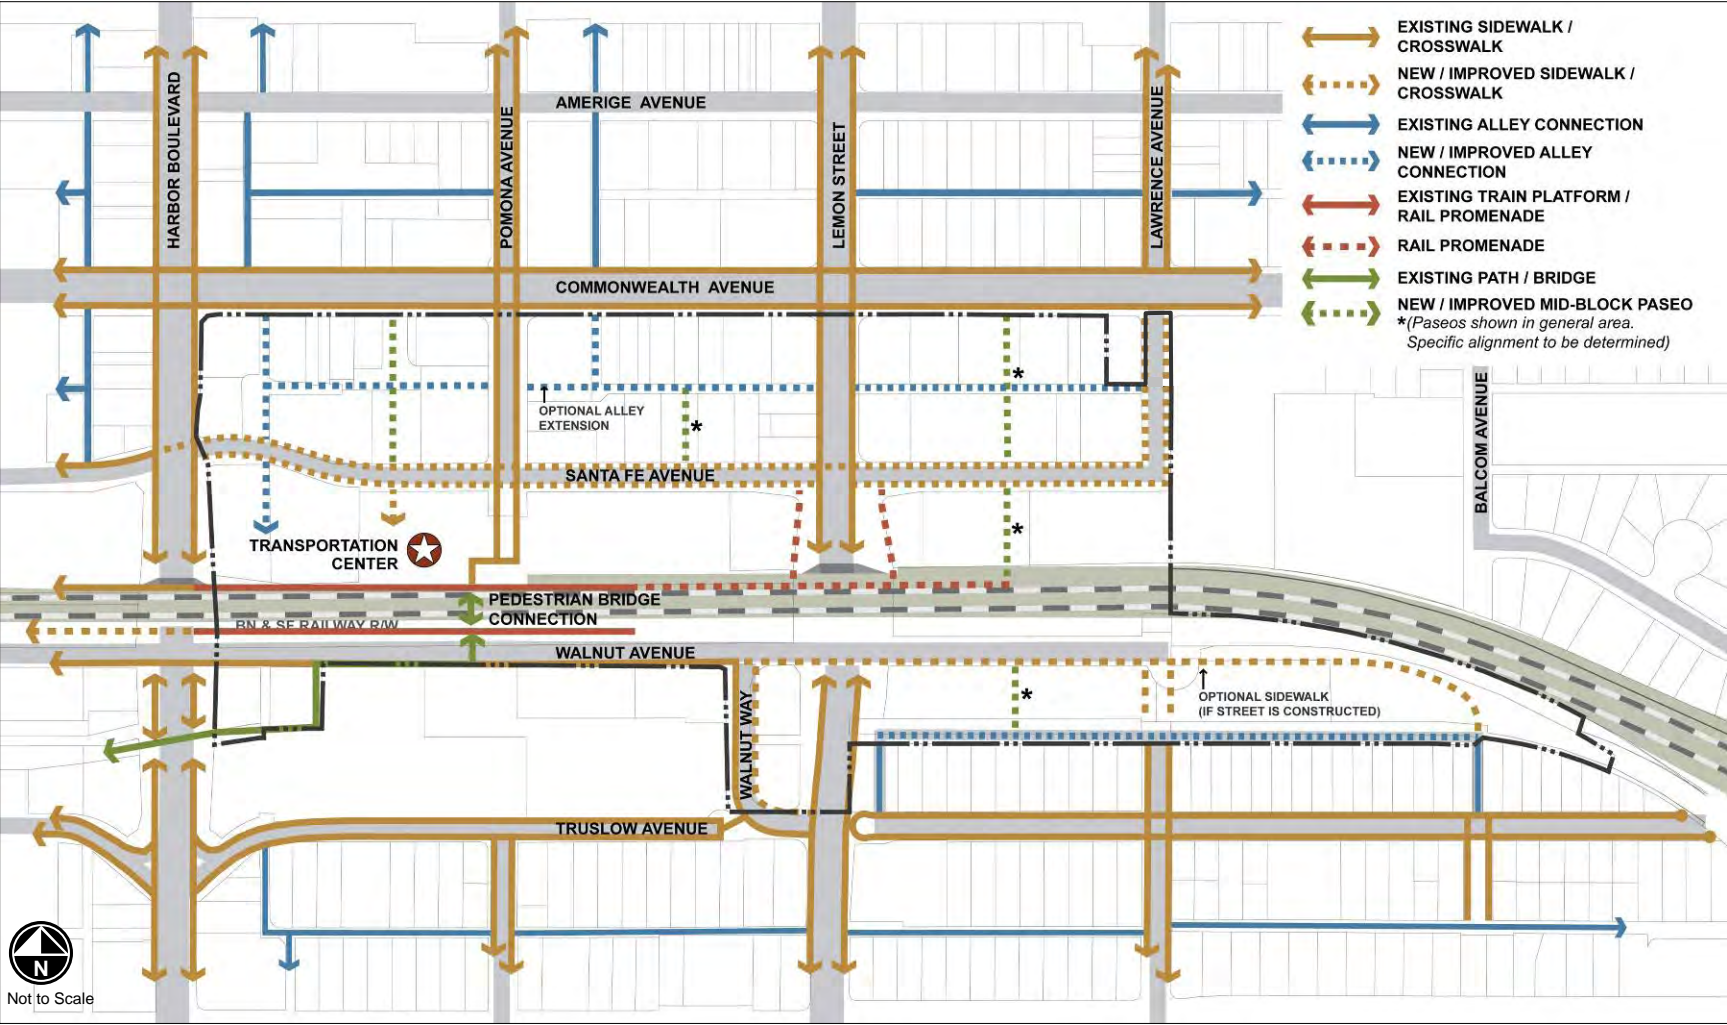 EXISTING SIDEWALK /
CROSSWALK
NEW / IMPROVED SIDEWALK /
CROSSWALK
EXISTING ALLEY CONNECTION
NEW / IMPROVED ALLEY
CONNECTION
EXISTING TRAIN PLATFORM /
RAIL PROMENADE
RAIL PROMENADE
EXISTING PATH / BRIDGE
NEW / IMPROVED MID-BLOCK PASEO
*(Paseos shown in general area.
Specific alignment to be determined)
HARBOR BOULEVARD
POMONA AVENUE
AMERIGE AVENUE
LEMON STREET
LAWRENCE AVENUE
COMMONWEALTH AVENUE
*
OPTIONAL ALLEY
EXTENSION
*
BALCOM AVENUE
SANTA FE AVENUE
*
TRANSPORTATION
CENTER
PEDESTRIAN BRIDGE
CONNECTION
BN & SF RAILWAY R/W
WALNUT AVENUE
*
OPTIONAL SIDEWALK
(IF STREET IS CONSTRUCTED)
WALNUT WAY
TRUSLOW AVENUE
N
Not to Scale